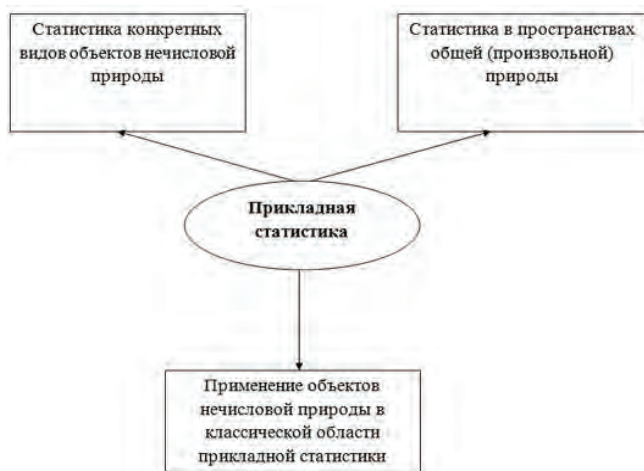 Статистика конкретных
видов объектов нечисловой
природы
Статистика в пространствах
общей (произвольной)
природы
Прикладная
статистика
Применение объектов
нечисловой природы в
классической области
прикладной статистики